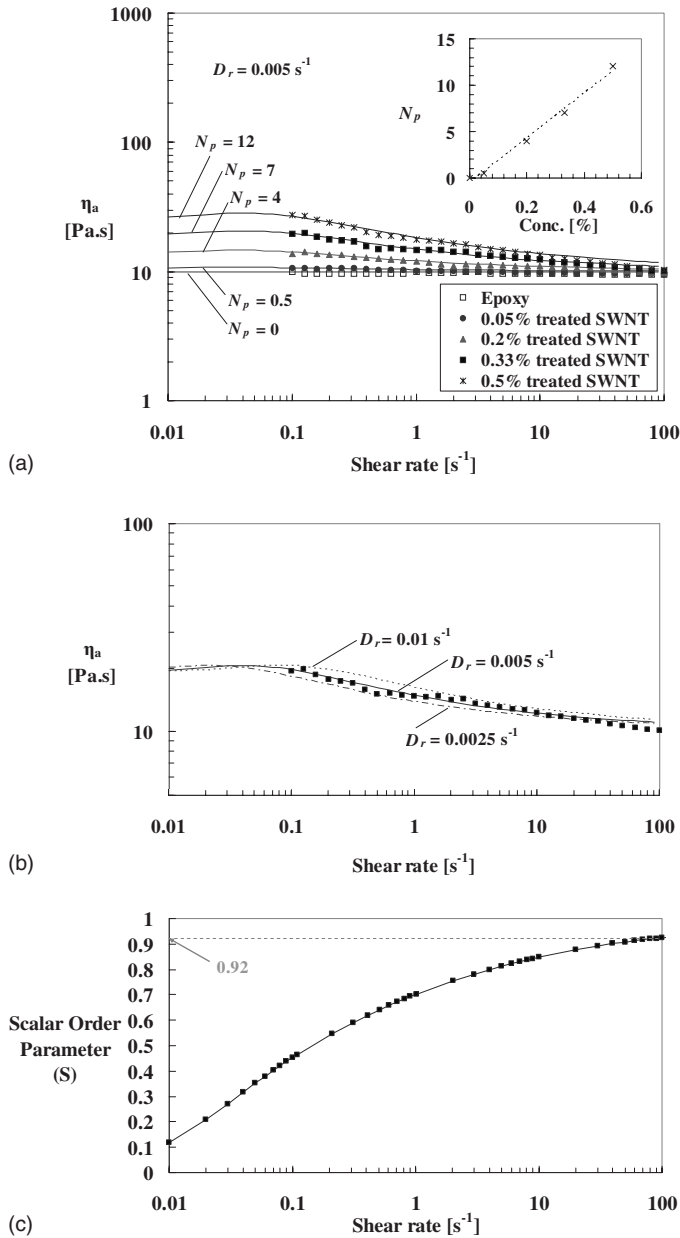 1000
D_r = 0.005 s⁻¹
15
10
5
0
N_p
0
0.2
0.4
0.6
Conc. [%]
N_p = 12
N_p = 7
N_p = 4
100
η_a
[Pa.s]
10
N_p = 0.5
N_p = 0
Epoxy
0.05% treated SWNT
0.2% treated SWNT
0.33% treated SWNT
0.5% treated SWNT
1
0.01
0.1
1
10
100
(a)
Shear rate [s⁻¹]
100
η_a
[Pa.s]
D_r = 0.01 s⁻¹
D_r = 0.005 s⁻¹
10
D_r = 0.0025 s⁻¹
0.01
0.1
1
10
100
(b)
Shear rate [s⁻¹]
1
0.9
0.92
0.8
0.7
0.6
Scalar Order
Parameter
(S)
0.5
0.4
0.3
0.2
0.1
0
0.01
0.1
1
10
100
(c)
Shear rate [s⁻¹]